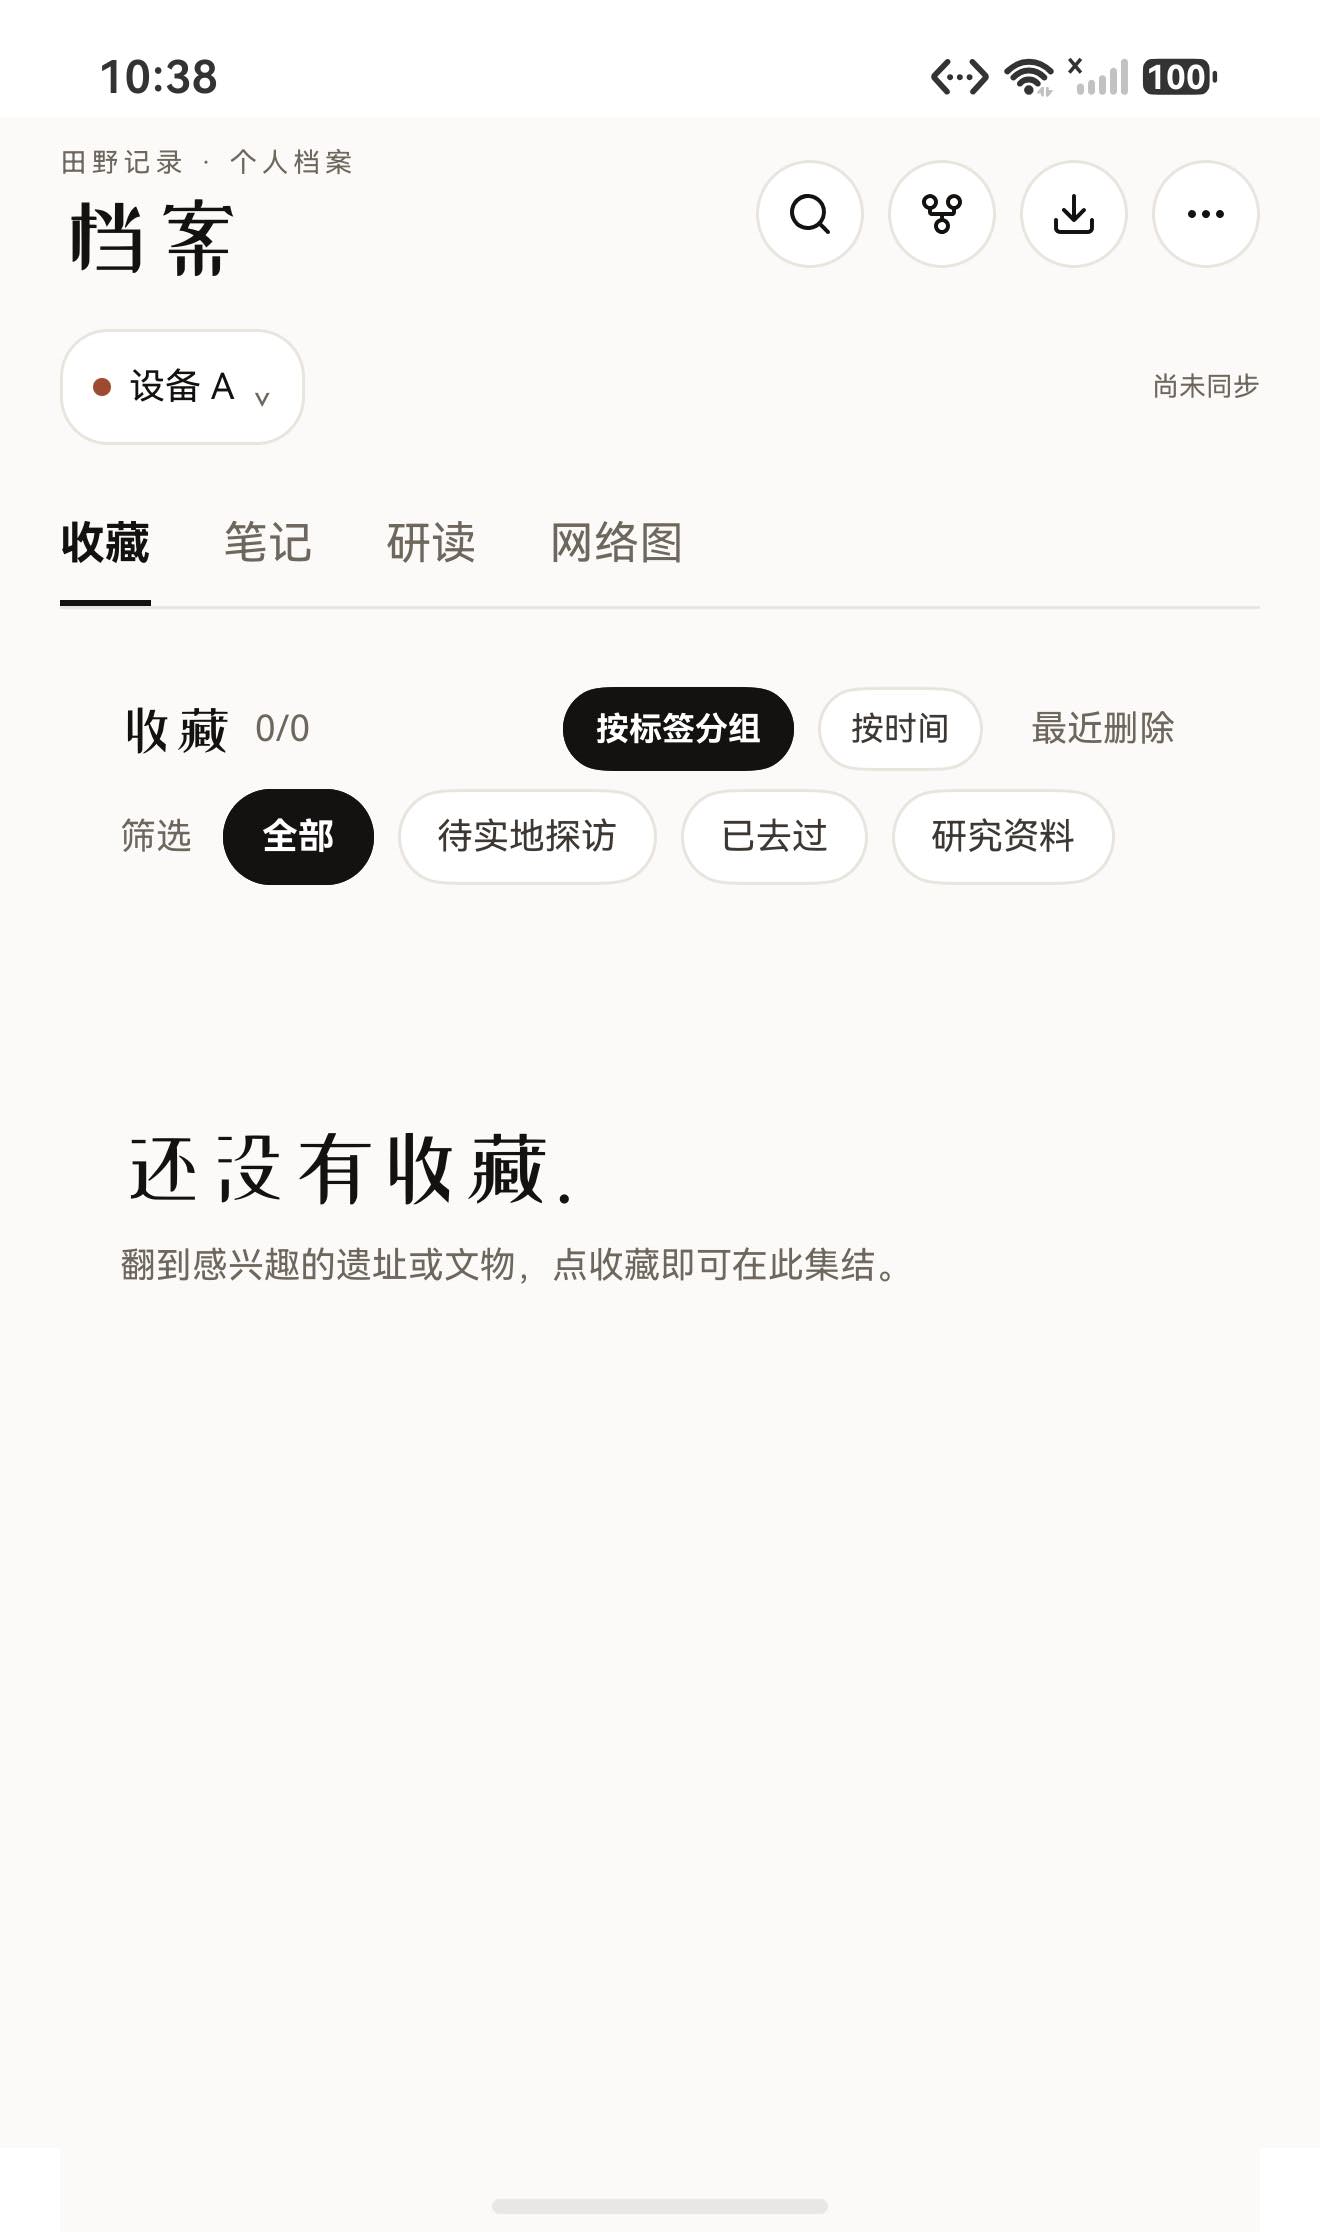 10:38
100
田野记录 · 个人档案
档案
设备 A
尚未同步
收藏 笔记 研读 网络图
收藏 0/0 按标签分组 按时间 最近删除
筛选 全部 待实地探访 已去过 研究资料
还没有收藏.
翻到感兴趣的遗址或文物，点收藏即可在此集结。